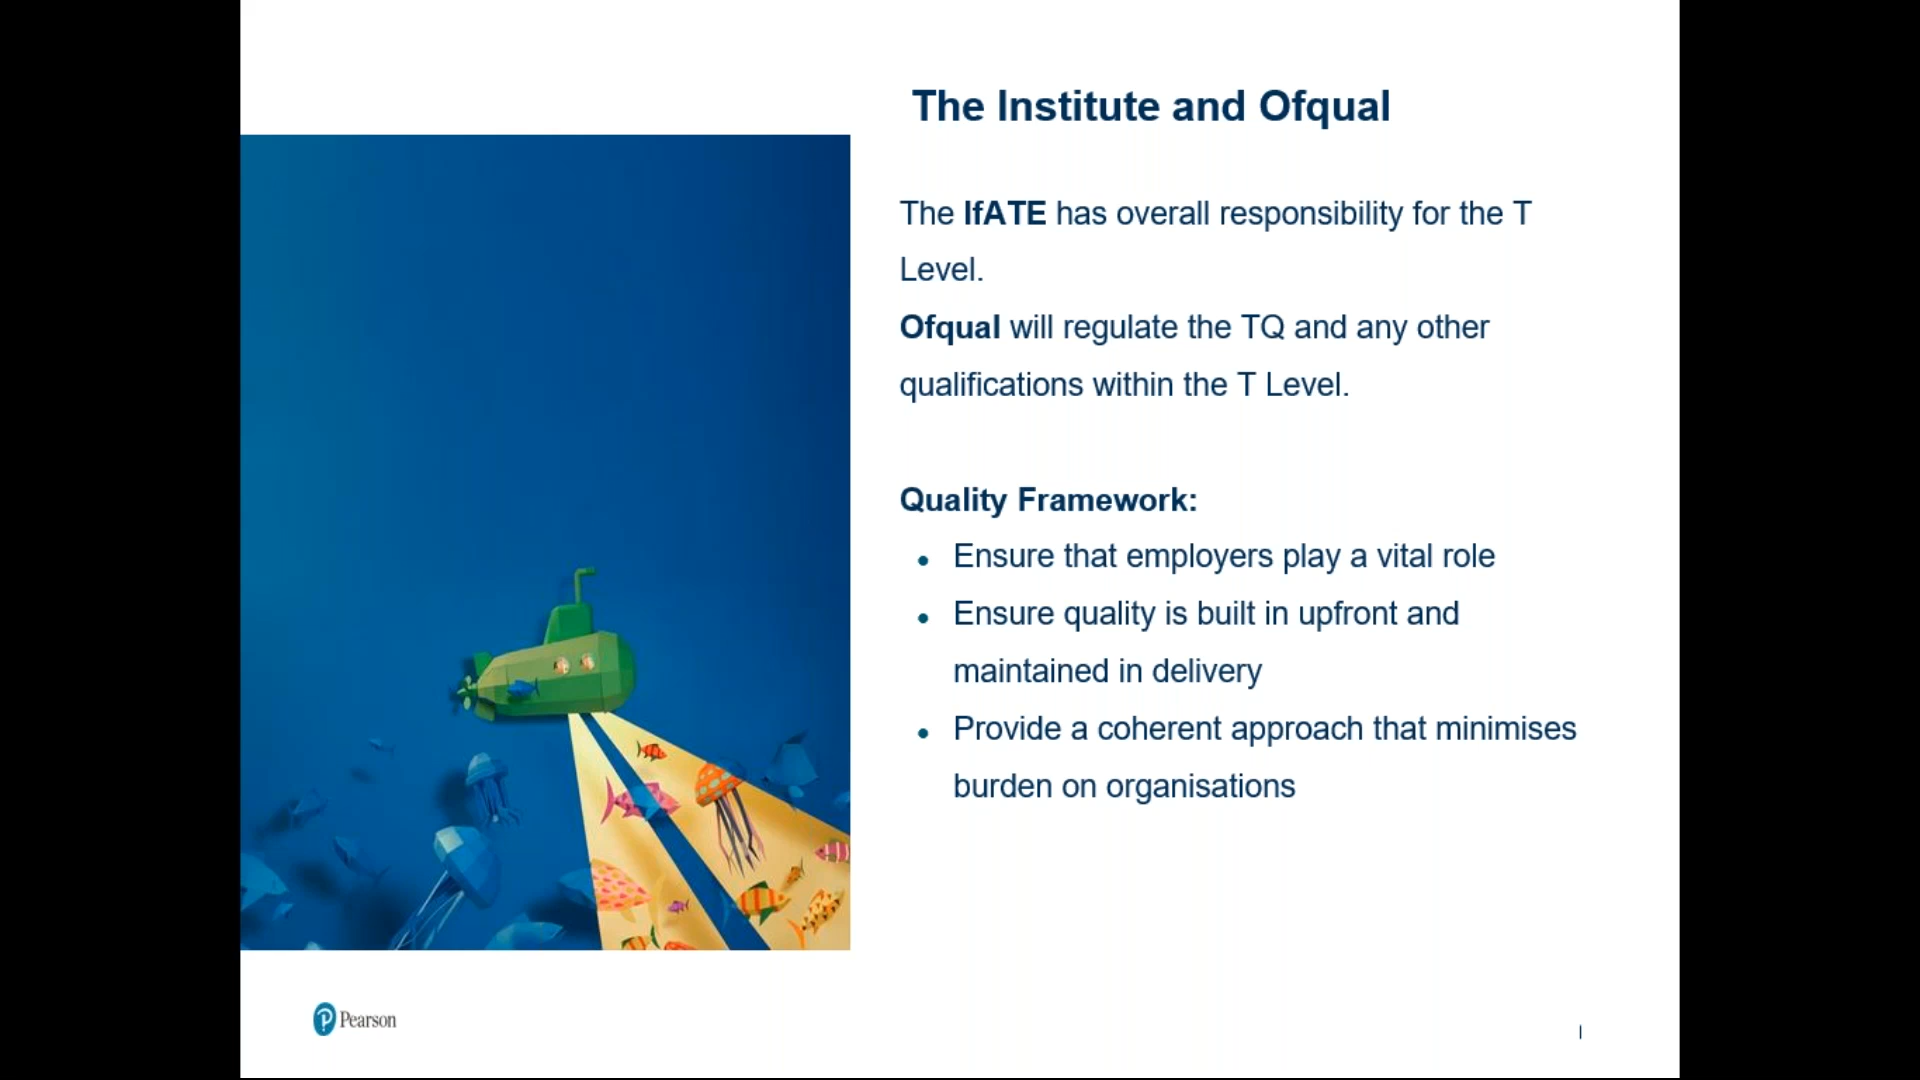 The Institute and Ofqual
The IfATE has overall responsibility for the T
Level.
Ofqual will regulate the TQ and any other
qualifications within the T Level.
Quality Framework:
• Ensure that employers play a vital role
• Ensure quality is built in upfront and
maintained in delivery
• Provide a coherent approach that minimises
burden on organisations
Pearson